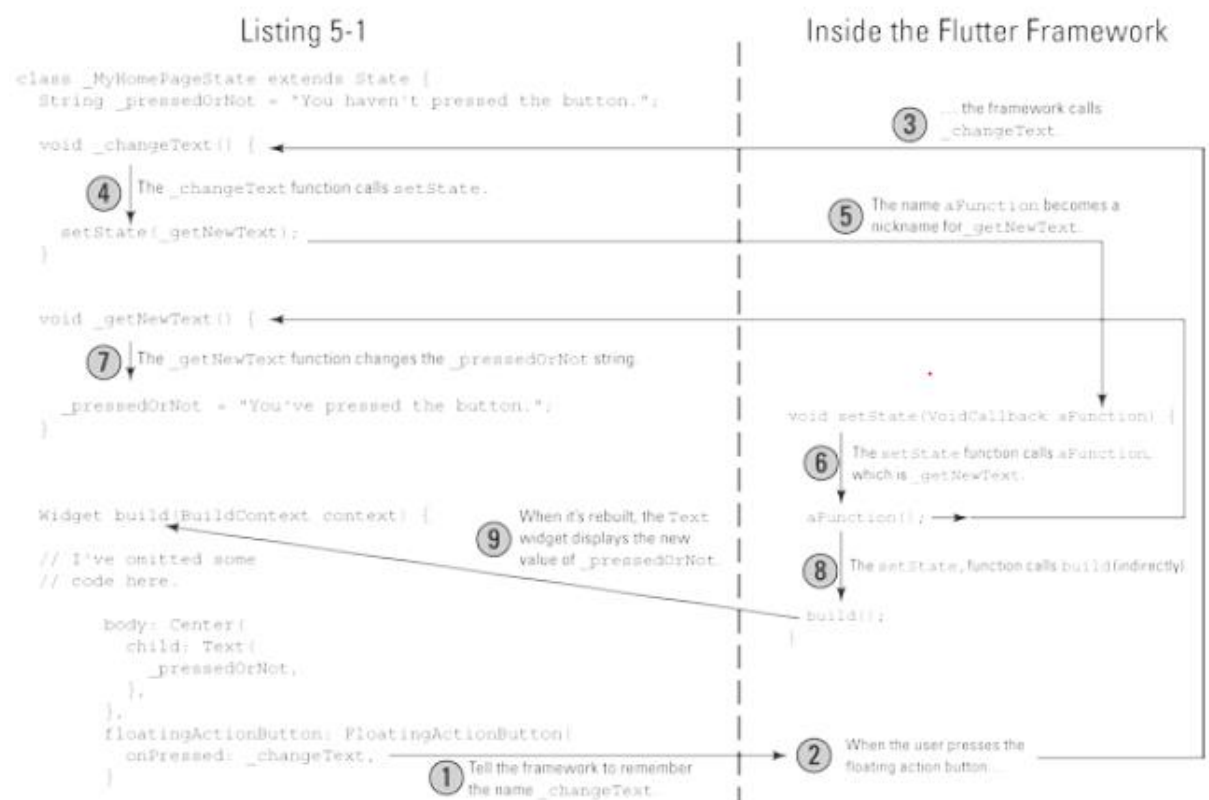 Listing 5-1
Inside the Flutter Framework
class _MyHomePageState extends State {
String _pressedOrNot = "You haven't pressed the button.";
3
... the framework calls
_changeText.
void _changeText() {
4
The _changeText function calls setState.
5
The name aFunction becomes a
nickname for _getNewText.
setState(_getNewText);
}
void _getNewText() {
7
The _getNewText function changes the _pressedOrNot string.
_pressedOrNot = "You've pressed the button.";
}
void setState(VoidCallback aFunction) {
6
The setState function calls aFunction,
which is _getNewText.
aFunction();
8
The setState, function calls build (indirectly)
build();
}
Widget build(BuildContext context) {
9
When it's rebuilt, the Text
widget displays the new
value of _pressedOrNot.
// I've omitted some
// code here.
body: Center(
child: Text(
_pressedOrNot,
),
),
floatingActionButton: FloatingActionButton(
onPressed: _changeText,
)
1
Tell the framework to remember
the name _changeText.
2
When the user presses the
floating action button...